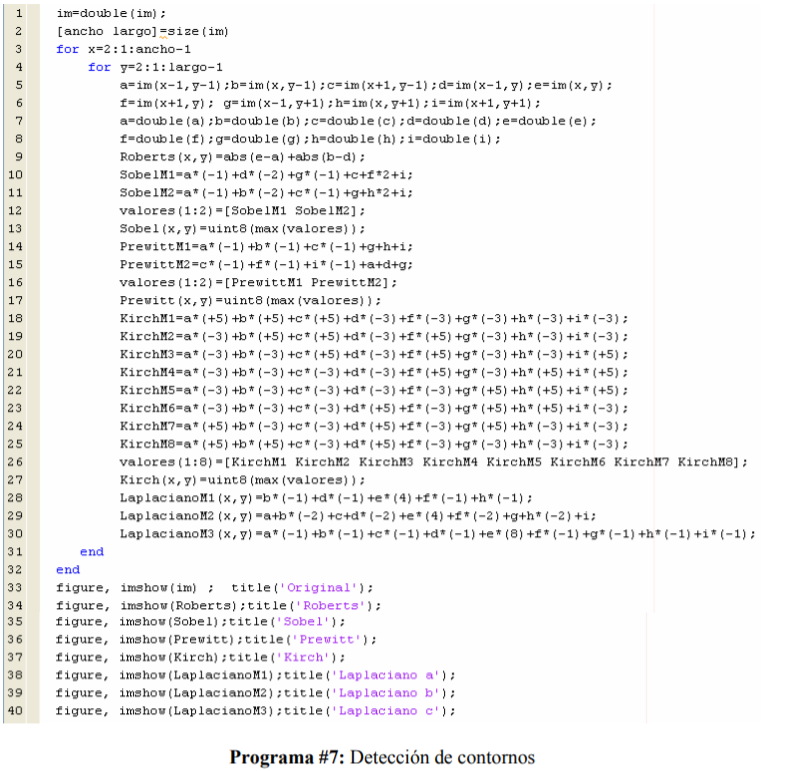 1 im=double(im);
2 [ancho largo]=size(im)
3 for x=2:1:ancho-1
4 for y=2:1:largo-1
5 a=im(x-1,y-1);b=im(x,y-1);c=im(x+1,y-1);d=im(x-1,y);e=im(x,y);
6 f=im(x+1,y); g=im(x-1,y+1);h=im(x,y+1);i=im(x+1,y+1);
7 a=double(a);b=double(b);c=double(c);d=double(d);e=double(e);
8 f=double(f);g=double(g);h=double(h);i=double(i);
9 Roberts(x,y)=abs(e-a)+abs(b-d);
10 SobelM1=a*(-1)+d*(-2)+g*(-1)+c+f*2+i;
11 SobelM2=a*(-1)+b*(-2)+c*(-1)+g+h*2+i;
12 valores(1:2)=[SobelM1 SobelM2];
13 Sobel(x,y)=uint8(max(valores));
14 PrewittM1=a*(-1)+b*(-1)+c*(-1)+g+h+i;
15 PrewittM2=c*(-1)+f*(-1)+i*(-1)+a+d+g;
16 valores(1:2)=[PrewittM1 PrewittM2];
17 Prewitt(x,y)=uint8(max(valores));
18 KirchM1=a*(+5)+b*(+5)+c*(+5)+d*(-3)+f*(-3)+g*(-3)+h*(-3)+i*(-3);
19 KirchM2=a*(-3)+b*(+5)+c*(+5)+d*(-3)+f*(+5)+g*(-3)+h*(-3)+i*(-3);
20 KirchM3=a*(-3)+b*(-3)+c*(+5)+d*(-3)+f*(+5)+g*(-3)+h*(-3)+i*(+5);
21 KirchM4=a*(-3)+b*(-3)+c*(-3)+d*(-3)+f*(+5)+g*(-3)+h*(+5)+i*(+5);
22 KirchM5=a*(-3)+b*(-3)+c*(-3)+d*(-3)+f*(-3)+g*(+5)+h*(+5)+i*(+5);
23 KirchM6=a*(-3)+b*(-3)+c*(-3)+d*(+5)+f*(-3)+g*(+5)+h*(+5)+i*(-3);
24 KirchM7=a*(+5)+b*(-3)+c*(-3)+d*(+5)+f*(-3)+g*(+5)+h*(-3)+i*(-3);
25 KirchM8=a*(+5)+b*(+5)+c*(-3)+d*(+5)+f*(-3)+g*(-3)+h*(-3)+i*(-3);
26 valores(1:8)=[KirchM1 KirchM2 KirchM3 KirchM4 KirchM5 KirchM6 KirchM7 KirchM8];
27 Kirch(x,y)=uint8(max(valores));
28 LaplacianoM1(x,y)=b*(-1)+d*(-1)+e*(4)+f*(-1)+h*(-1);
29 LaplacianoM2(x,y)=a+b*(-2)+c+d*(-2)+e*(4)+f*(-2)+g+h*(-2)+i;
30 LaplacianoM3(x,y)=a*(-1)+b*(-1)+c*(-1)+d*(-1)+e*(8)+f*(-1)+g*(-1)+h*(-1)+i*(-1);
31 end
32 end
33 figure, imshow(im) ; title('Original');
34 figure, imshow(Roberts);title('Roberts');
35 figure, imshow(Sobel);title('Sobel');
36 figure, imshow(Prewitt);title('Prewitt');
37 figure, imshow(Kirch);title('Kirch');
38 figure, imshow(LaplacianoM1);title('Laplaciano a');
39 figure, imshow(LaplacianoM2);title('Laplaciano b');
40 figure, imshow(LaplacianoM3);title('Laplaciano c');
Programa #7: Detección de contornos